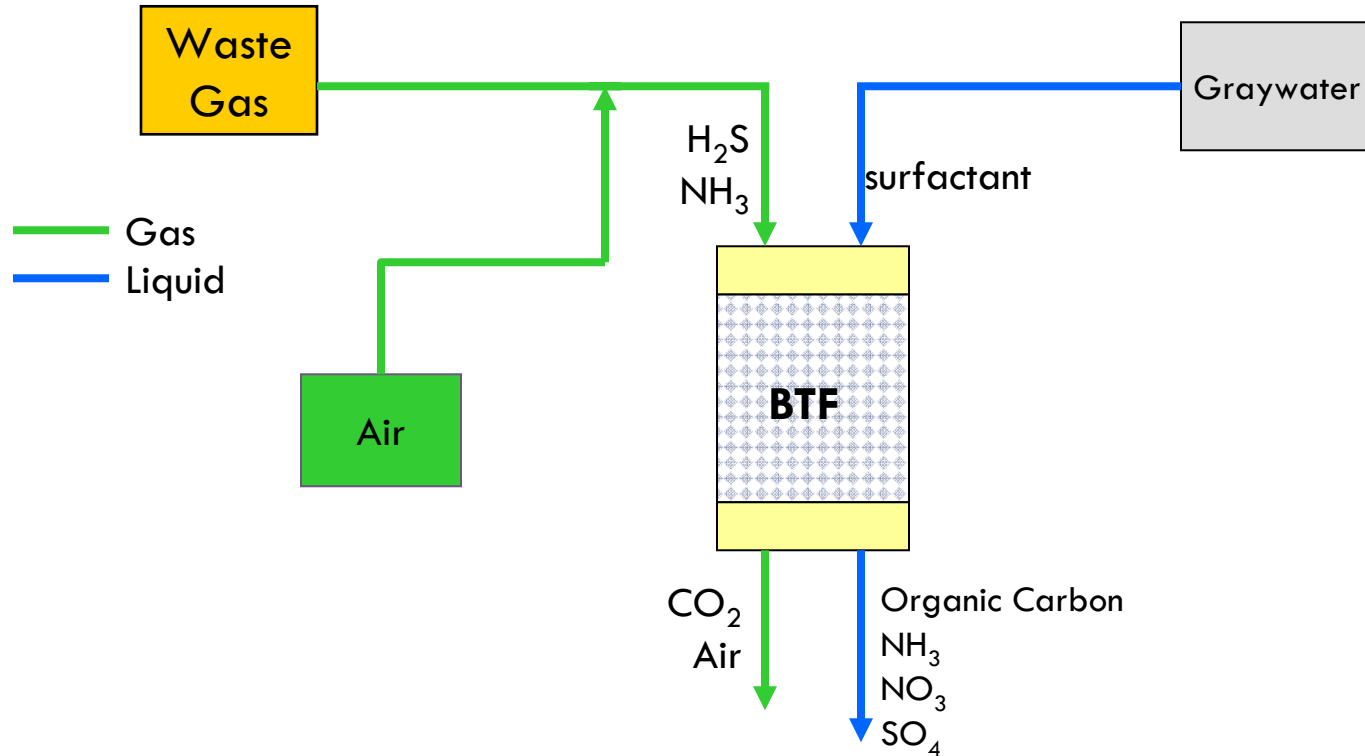 Waste
Gas
Graywater
H₂S
NH₃
surfactant
Gas
Liquid
Air
BTF
CO₂
Air
Organic Carbon
NH₃
NO₃
SO₄